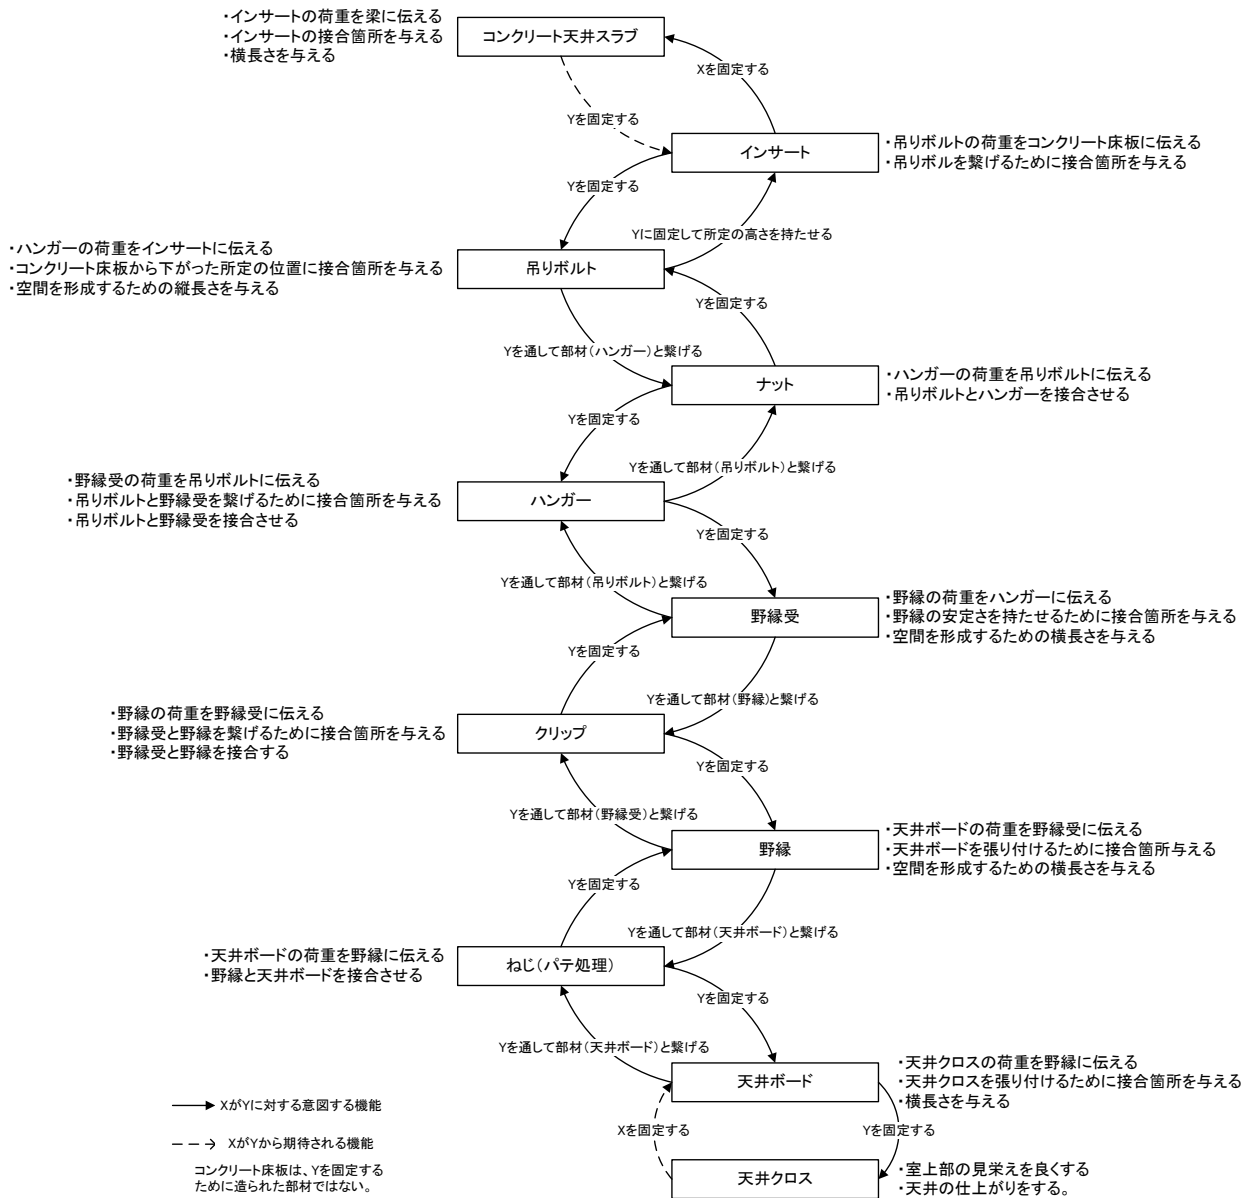 ・インサートの荷重を梁に伝える
・インサートの接合箇所を与える
・横長さを与える
コンクリート天井スラブ
Xを固定する
Yを固定する
インサート
・吊りボルトの荷重をコンクリート床板に伝える
・吊りボルを繋げるために接合箇所を与える
Yを固定する
Yに固定して所定の高さを持たせる
・ハンガーの荷重をインサートに伝える
・コンクリート床板から下がった所定の位置に接合箇所を与える
・空間を形成するための縦長さを与える
吊りボルト
Yを固定する
Yを通して部材(ハンガー)と繋げる
ナット
・ハンガーの荷重を吊りボルトに伝える
・吊りボルトとハンガーを接合させる
Yを固定する
Yを通して部材(吊りボルト)と繋げる
・野縁受の荷重を吊りボルトに伝える
・吊りボルトと野縁受を繋げるために接合箇所を与える
・吊りボルトと野縁受を接合させる
ハンガー
Yを固定する
Yを通して部材(吊りボルト)と繋げる
野縁受
・野縁の荷重をハンガーに伝える
・野縁の安定さを持たせるために接合箇所を与える
・空間を形成するための横長さを与える
Yを固定する
Yを通して部材(野縁)と繋げる
・野縁の荷重を野縁受に伝える
・野縁受と野縁を繋げるために接合箇所を与える
・野縁受と野縁を接合する
クリップ
Yを固定する
Yを通して部材(野縁受)と繋げる
野縁
・天井ボードの荷重を野縁受に伝える
・天井ボードを張り付けるために接合箇所与える
・空間を形成するための横長さを与える
Yを固定する
Yを通して部材(天井ボード)と繋げる
・天井ボードの荷重を野縁に伝える
・野縁と天井ボードを接合させる
ねじ(パテ処理)
Yを固定する
Yを通して部材(天井ボード)と繋げる
天井ボード
・天井クロスの荷重を野縁に伝える
・天井クロスを張り付けるために接合箇所を与える
・横長さを与える
Xを固定する
Yを固定する
天井クロス
・室上部の見栄えを良くする
・天井の仕上がりをする。
XがYに対する意図する機能
XがYから期待される機能
コンクリート床板は、Yを固定する
ために造られた部材ではない。